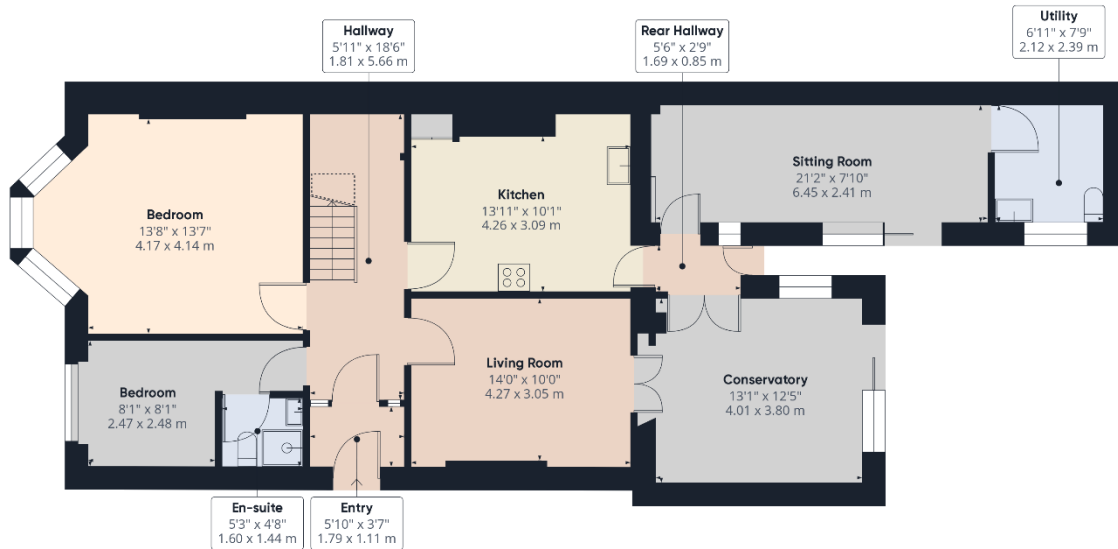 Hallway
5'11" x 18'6"
1.81 x 5.66 m
Rear Hallway
5'6" x 2'9"
1.69 x 0.85 m
Utility
6'11" x 7'9"
2.12 x 2.39 m
Bedroom
13'8" x 13'7"
4.17 x 4.14 m
Kitchen
13'11" x 10'1"
4.26 x 3.09 m
Sitting Room
21'2" x 7'10"
6.45 x 2.41 m
Bedroom
8'1" x 8'1"
2.47 x 2.48 m
Living Room
14'0" x 10'0"
4.27 x 3.05 m
Conservatory
13'1" x 12'5"
4.01 x 3.80 m
En-suite
5'3" x 4'8"
1.60 x 1.44 m
Entry
5'10" x 3'7"
1.79 x 1.11 m